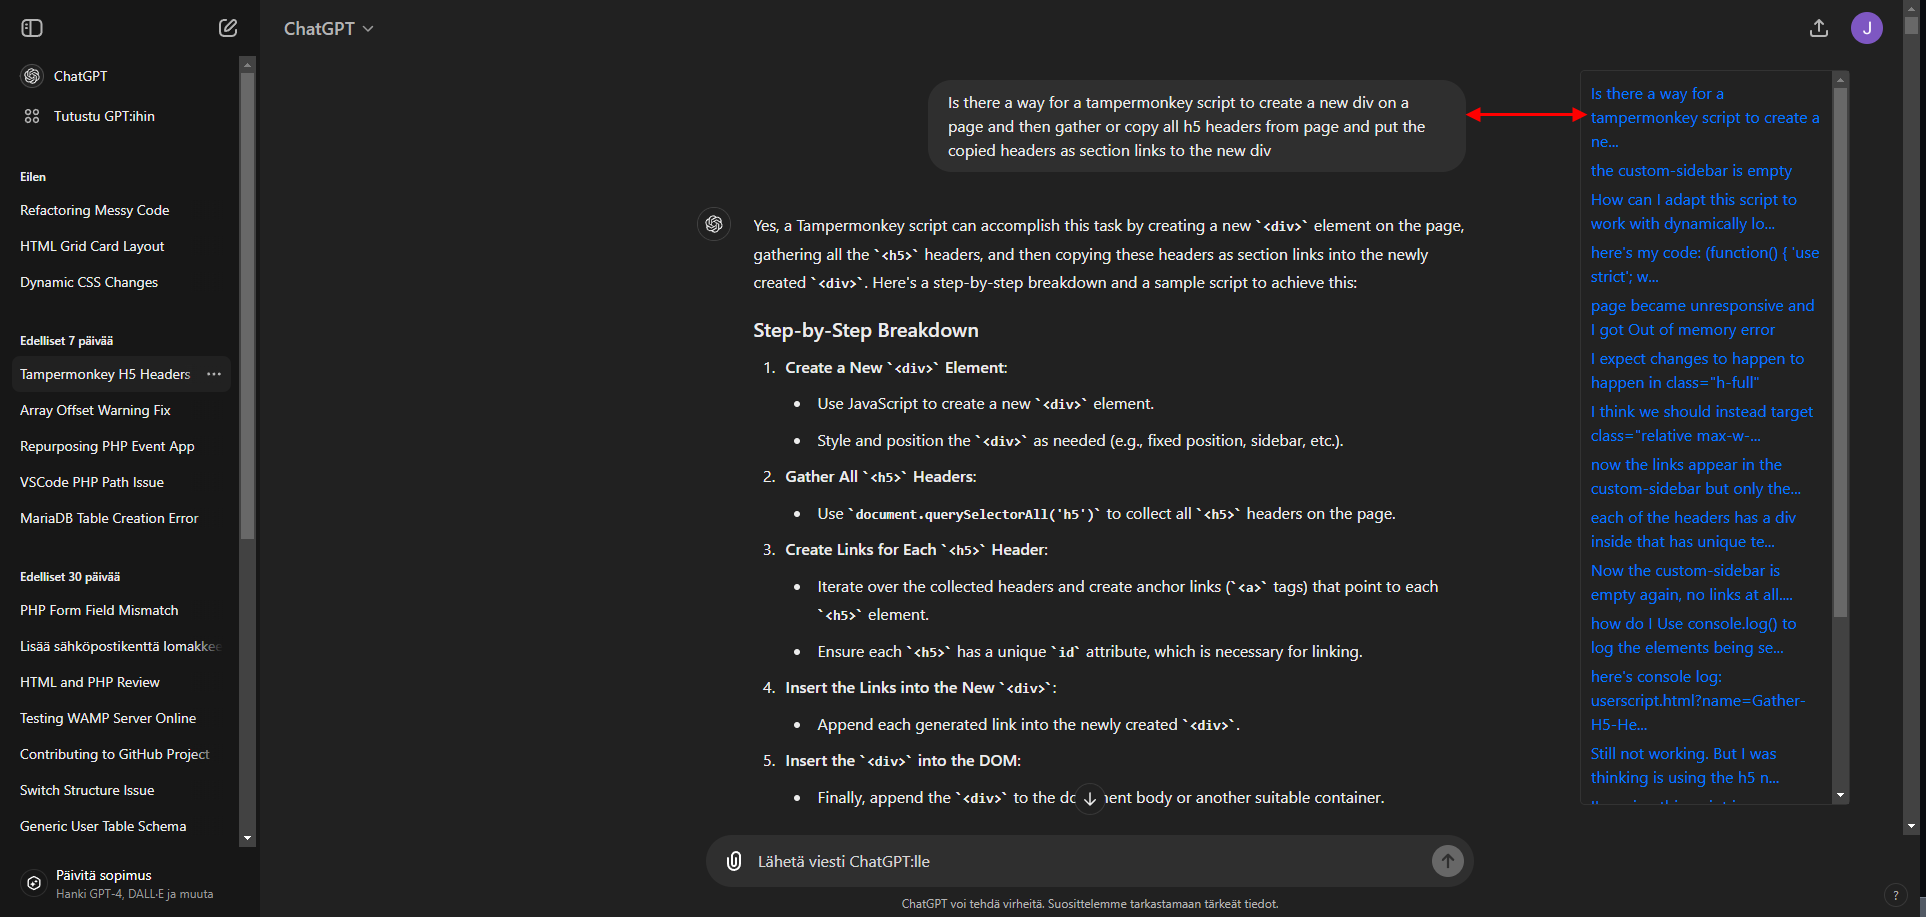 ChatGPT
Tutustu GPT:ihin
Eilen
Refactoring Messy Code
HTML Grid Card Layout
Dynamic CSS Changes
Edelliset 7 päivää
Tampermonkey H5 Headers
Array Offset Warning Fix
Repurposing PHP Event App
VSCode PHP Path Issue
MariaDB Table Creation Error
Edelliset 30 päivää
PHP Form Field Mismatch
Lisää sähköpostikenttä lomakkee
HTML and PHP Review
Testing WAMP Server Online
Contributing to GitHub Project
Switch Structure Issue
Generic User Table Schema
Päivitä sopimus
Hanki GPT-4, DALL·E ja muuta
ChatGPT
J
Is there a way for a tampermonkey script to create a new div on a
page and then gather or copy all h5 headers from page and put the
copied headers as section links to the new div
Yes, a Tampermonkey script can accomplish this task by creating a new `<div>` element on the page,
gathering all the `<h5>` headers, and then copying these headers as section links into the newly
created `<div>`. Here's a step-by-step breakdown and a sample script to achieve this:
Step-by-Step Breakdown
1. Create a New `<div>` Element:
• Use JavaScript to create a new `<div>` element.
• Style and position the `<div>` as needed (e.g., fixed position, sidebar, etc.).
2. Gather All `<h5>` Headers:
• Use `document.querySelectorAll('h5')` to collect all `<h5>` headers on the page.
3. Create Links for Each `<h5>` Header:
• Iterate over the collected headers and create anchor links (`<a>` tags) that point to each
`<h5>` element.
• Ensure each `<h5>` has a unique `id` attribute, which is necessary for linking.
4. Insert the Links into the New `<div>`:
• Append each generated link into the newly created `<div>`.
5. Insert the `<div>` into the DOM:
• Finally, append the `<div>` to the document body or another suitable container.
Lähetä viesti ChatGPT:lle
ChatGPT voi tehdä virheitä. Suosittelemme tarkastamaan tärkeät tiedot.
Is there a way for a
tampermonkey script to create a
ne...
the custom-sidebar is empty
How can I adapt this script to
work with dynamically lo...
here's my code: (function() { 'use
strict'; w...
page became unresponsive and
I got Out of memory error
I expect changes to happen to
happen in class="h-full"
I think we should instead target
class="relative max-w-...
now the links appear in the
custom-sidebar but only the...
each of the headers has a div
inside that has unique te...
Now the custom-sidebar is
empty again, no links at all....
how do I Use console.log() to
log the elements being se...
here's console log:
userscript.html?name=Gather-
H5-He...
Still not working. But I was
thinking is using the h5 n...
?